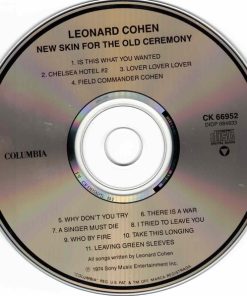 LEONARD COHEN
NEW SKIN FOR THE OLD CEREMONY
1. IS THIS WHAT YOU WANTED
2. CHELSEA HOTEL #2 3. LOVER LOVER LOVER
4. FIELD COMMANDER COHEN
CK 66952
DIDP 084633
COLUMBIA
5. WHY DON'T YOU TRY 8. THERE IS A WAR
7. A SINGER MUST DIE 6. I TRIED TO LEAVE YOU
9. WHO BY FIRE 10. TAKE THIS LONGING
11. LEAVING GREEN SLEEVES
All songs written by Leonard Cohen
℗ 1974 Sony Music Entertainment Inc.